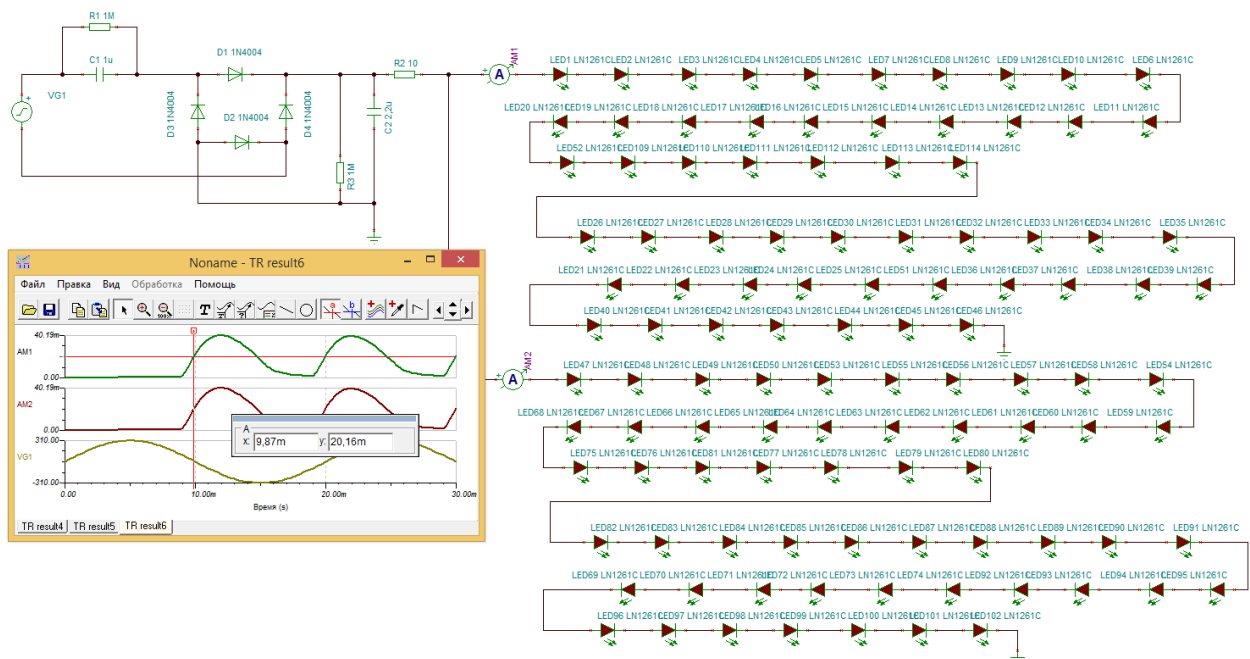 R1 1M
C1 1u
D1 1N4004
R2 10
VG1
D3 1N4004
D2 1N4004
D4 1N4004
R3 1M
C2 2,2u
+ A AM1
LED1 LN1261C LED2 LN1261C LED3 LN1261C LED4 LN1261C LED5 LN1261C LED7 LN1261C LED8 LN1261C LED9 LN1261C LED10 LN1261C LED6 LN1261C
LED20 LN1261C LED19 LN1261C LED18 LN1261C LED17 LN1261C LED16 LN1261C LED15 LN1261C LED14 LN1261C LED13 LN1261C LED12 LN1261C LED11 LN1261C
LED52 LN1261C LED109 LN1261C LED110 LN1261C LED111 LN1261C LED112 LN1261C LED113 LN1261C LED114 LN1261C
LED26 LN1261C LED27 LN1261C LED28 LN1261C LED29 LN1261C LED30 LN1261C LED31 LN1261C LED32 LN1261C LED33 LN1261C LED34 LN1261C LED35 LN1261C
LED21 LN1261C LED22 LN1261C LED23 LN1261C LED24 LN1261C LED25 LN1261C LED51 LN1261C LED36 LN1261C LED37 LN1261C LED38 LN1261C LED39 LN1261C
LED40 LN1261C LED41 LN1261C LED42 LN1261C LED43 LN1261C LED44 LN1261C LED45 LN1261C LED46 LN1261C
+ A AM2
LED47 LN1261C LED48 LN1261C LED49 LN1261C LED50 LN1261C LED53 LN1261C LED55 LN1261C LED56 LN1261C LED57 LN1261C LED58 LN1261C LED54 LN1261C
LED68 LN1261C LED67 LN1261C LED66 LN1261C LED65 LN1261C LED64 LN1261C LED63 LN1261C LED62 LN1261C LED61 LN1261C LED60 LN1261C LED59 LN1261C
LED75 LN1261C LED76 LN1261C LED81 LN1261C LED77 LN1261C LED78 LN1261C LED79 LN1261C LED80 LN1261C
LED82 LN1261C LED83 LN1261C LED84 LN1261C LED85 LN1261C LED86 LN1261C LED87 LN1261C LED88 LN1261C LED89 LN1261C LED90 LN1261C LED91 LN1261C
LED69 LN1261C LED70 LN1261C LED71 LN1261C LED72 LN1261C LED73 LN1261C LED74 LN1261C LED92 LN1261C LED93 LN1261C LED94 LN1261C LED95 LN1261C
LED96 LN1261C LED97 LN1261C LED98 LN1261C LED99 LN1261C LED100 LN1261C LED101 LN1261C LED102 LN1261C
Noname - TR result6
Файл Правка Вид Обработка Помощь
40.19m
AM1
0.00
40.19m
AM2
0.00
310.00
VG1
-310.00
0.00 10.00m 20.00m 30.00m
Время (s)
A
x: 9,87m y: 20,16m
TR result4 TR result5 TR result6